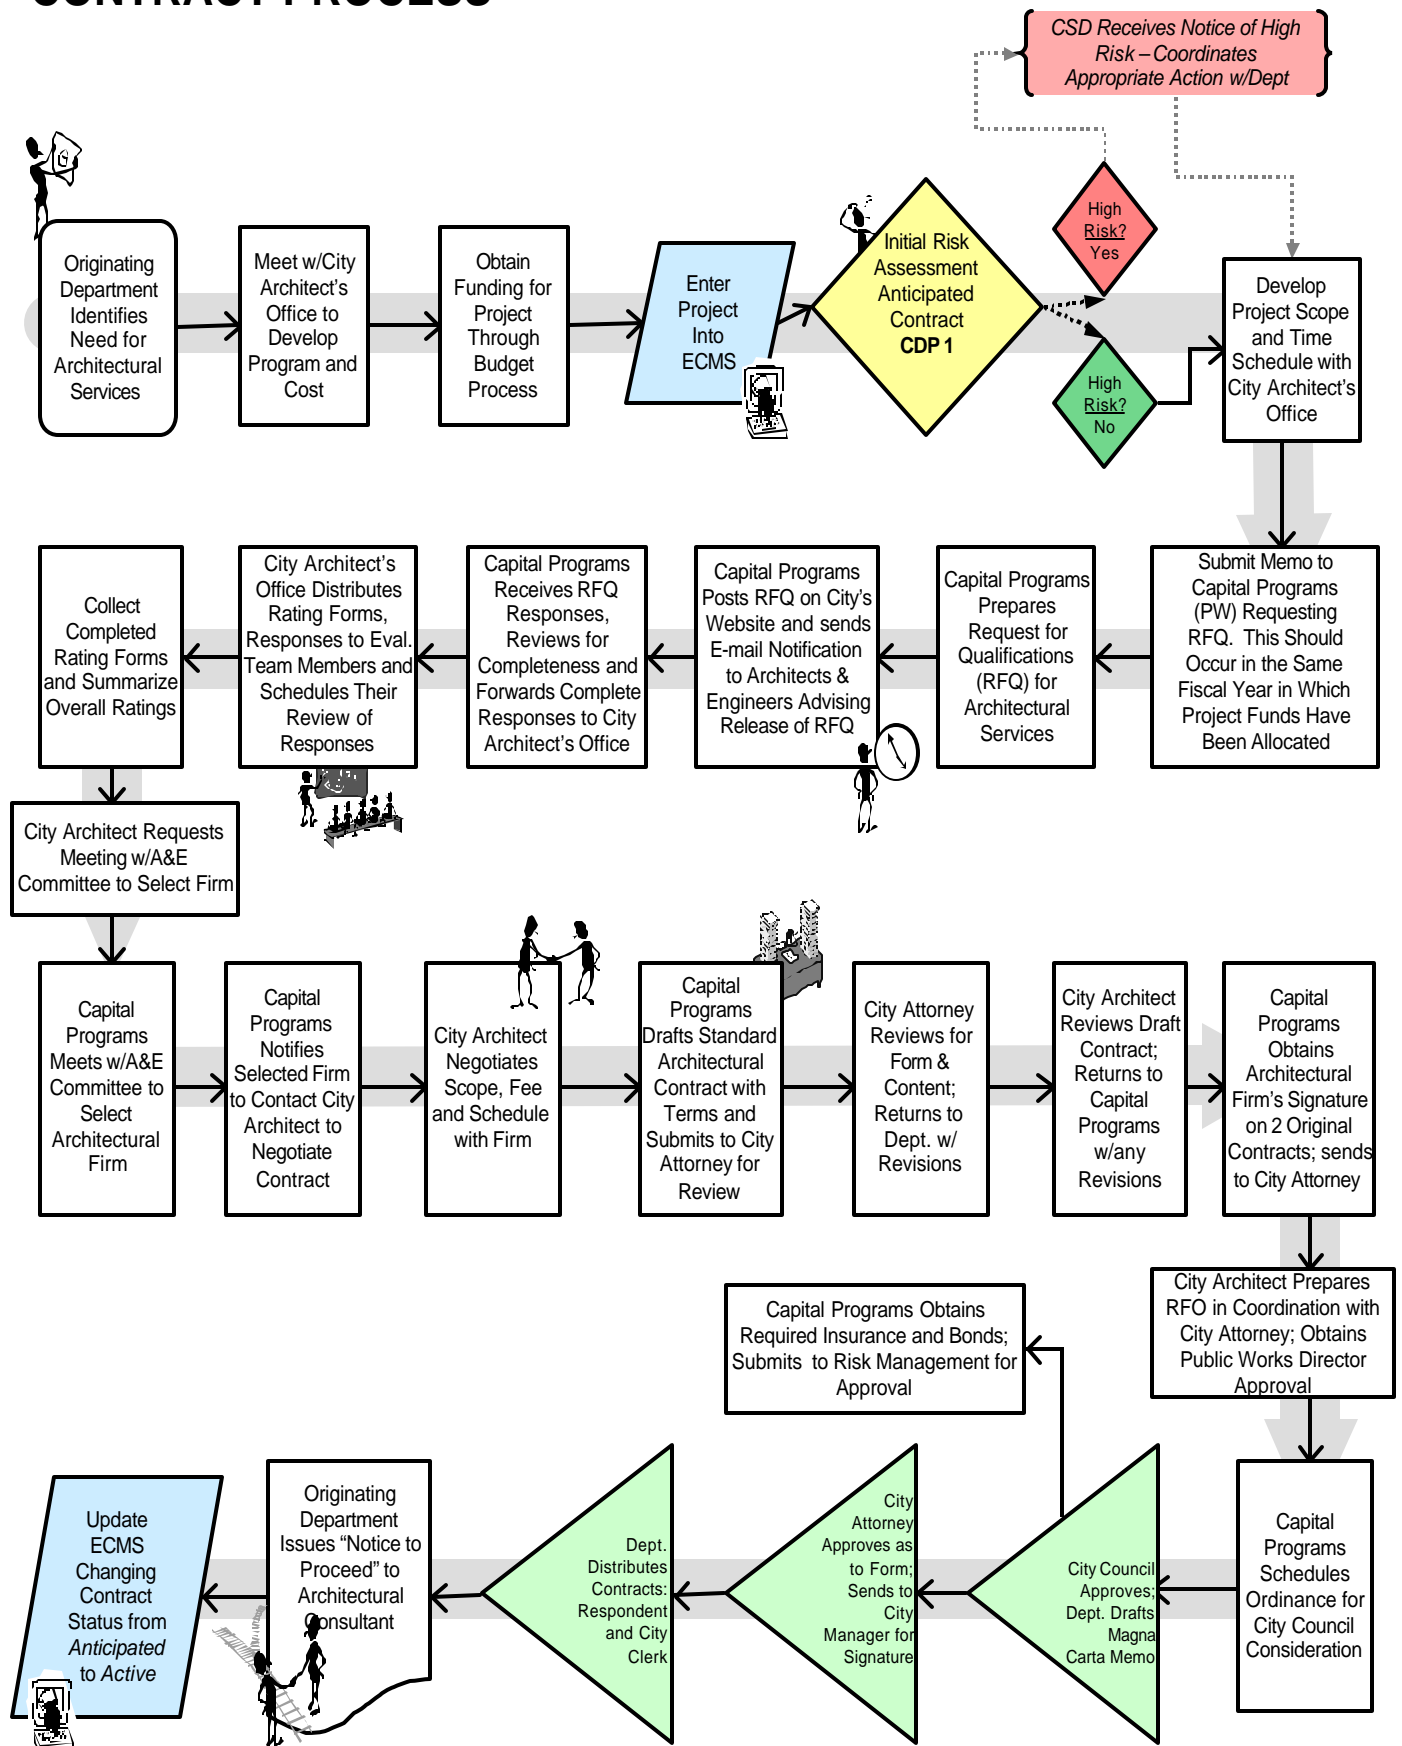 CONTRACT PROCESS
CSD Receives Notice of High
Risk – Coordinates
Appropriate Action w/Dept
Originating
Department
Identifies
Need for
Architectural
Services
Meet w/City
Architect's
Office to
Develop
Program and
Cost
Obtain
Funding for
Project
Through
Budget
Process
Enter
Project
Into
ECMS
Initial Risk
Assessment
Anticipated
Contract
CDP 1
High
Risk?
Yes
High
Risk?
No
Develop
Project Scope
and Time
Schedule with
City Architect's
Office
Submit Memo to
Capital Programs
(PW) Requesting
RFQ. This Should
Occur in the Same
Fiscal Year in Which
Project Funds Have
Been Allocated
Capital Programs
Prepares
Request for
Qualifications
(RFQ) for
Architectural
Services
Capital Programs
Posts RFQ on City's
Website and sends
E-mail Notification
to Architects &
Engineers Advising
Release of RFQ
Capital Programs
Receives RFQ
Responses,
Reviews for
Completeness and
Forwards Complete
Responses to City
Architect's Office
City Architect's
Office Distributes
Rating Forms,
Responses to Eval.
Team Members and
Schedules Their
Review of
Responses
Collect
Completed
Rating Forms
and Summarize
Overall Ratings
City Architect Requests
Meeting w/A&E
Committee to Select Firm
Capital
Programs
Meets w/A&E
Committee to
Select
Architectural
Firm
Capital
Programs
Notifies
Selected Firm
to Contact City
Architect to
Negotiate
Contract
City Architect
Negotiates
Scope, Fee
and Schedule
with Firm
Capital
Programs
Drafts Standard
Architectural
Contract with
Terms and
Submits to City
Attorney for
Review
City Attorney
Reviews for
Form &
Content;
Returns to
Dept. w/
Revisions
City Architect
Reviews Draft
Contract;
Returns to
Capital
Programs
w/any
Revisions
Capital
Programs
Obtains
Architectural
Firm's Signature
on 2 Original
Contracts; sends
to City Attorney
City Architect Prepares
RFO in Coordination with
City Attorney; Obtains
Public Works Director
Approval
Capital Programs Obtains
Required Insurance and Bonds;
Submits to Risk Management for
Approval
Capital
Programs
Schedules
Ordinance for
City Council
Consideration
City Council
Approves;
Dept. Drafts
Magna
Carta Memo
City
Attorney
Approves as
to Form;
Sends to
City
Manager for
Signature
Dept.
Distributes
Contracts:
Respondent
and City
Clerk
Originating
Department
Issues “Notice to
Proceed” to
Architectural
Consultant
Update
ECMS
Changing
Contract
Status from
Anticipated
to Active